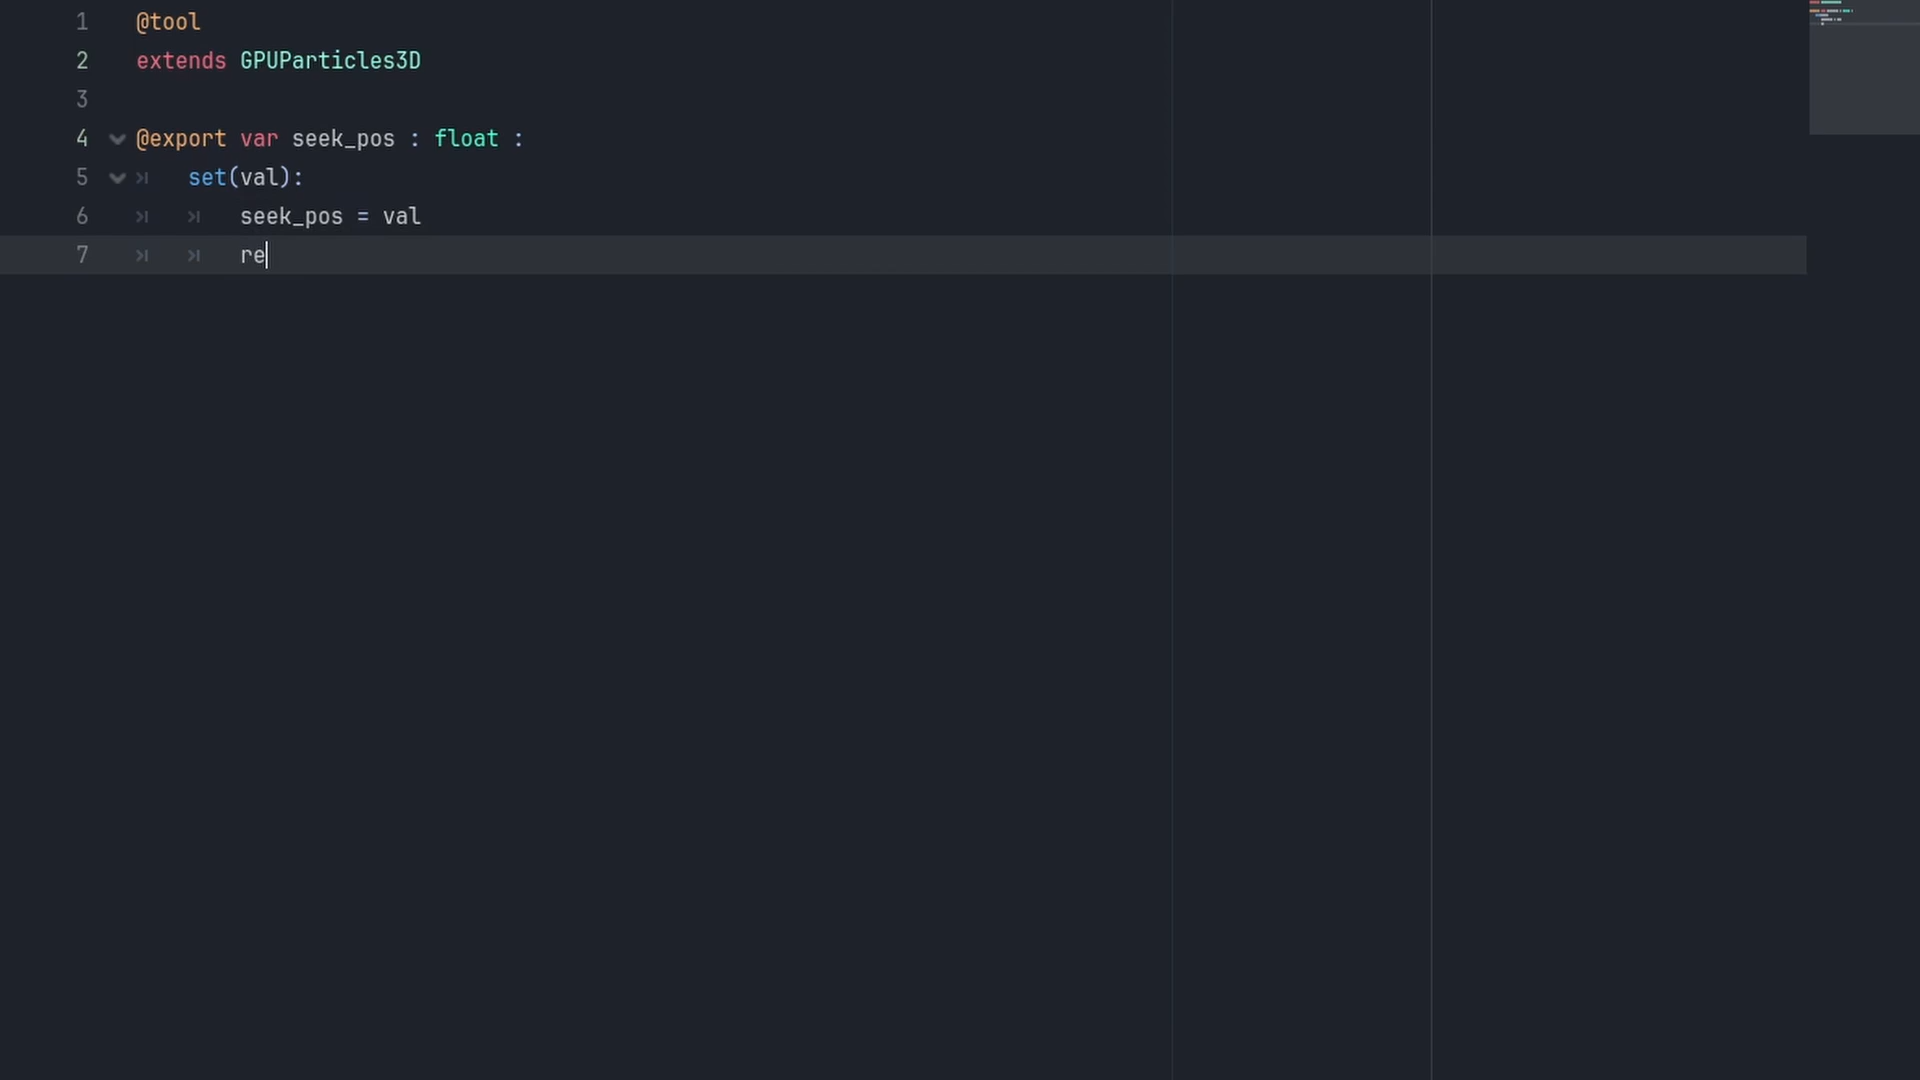 1 @tool
2 extends GPUParticles3D
3
4 @export var seek_pos : float :
5 set(val):
6 seek_pos = val
7 re